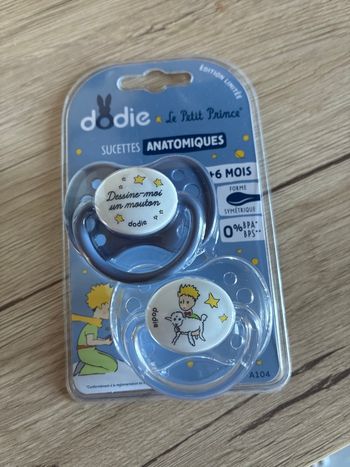 ÉDITION LIMITÉE
dodie Le Petit Prince
SUCETTES ANATOMIQUES
+6 MOIS
FORME
SYMÉTRIQUE
0% BPA*
BPS**
Dessine-moi
un mouton
dodie
dodie
A104